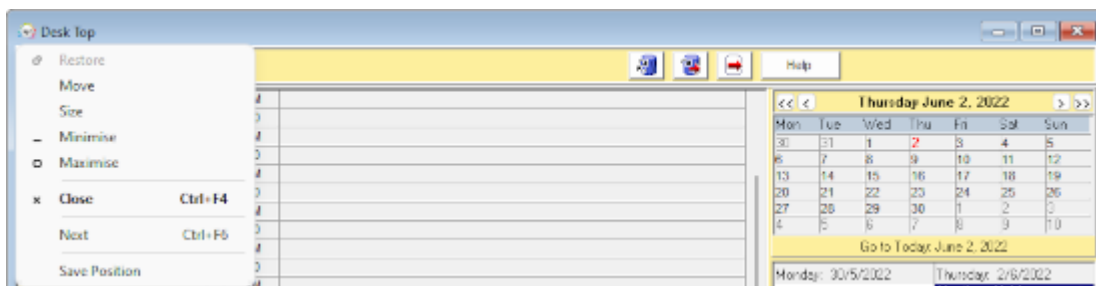 Desk Top
Restore
Move
Size
Minimise
Maximise
Close Ctrl+F4
Next Ctrl+F6
Save Position
Help
<< < Thursday June 2, 2022 > >>
Mon Tue Wed Thu Fri Sat Sun
30 31 1 2 3 4 5
6 7 8 9 10 11 12
13 14 15 16 17 18 19
20 21 22 23 24 25 26
27 28 29 30 1 2 3
4 5 6 7 8 9 10
Go to Today: June 2, 2022
Monday: 30/5/2022 Thursday: 2/6/2022